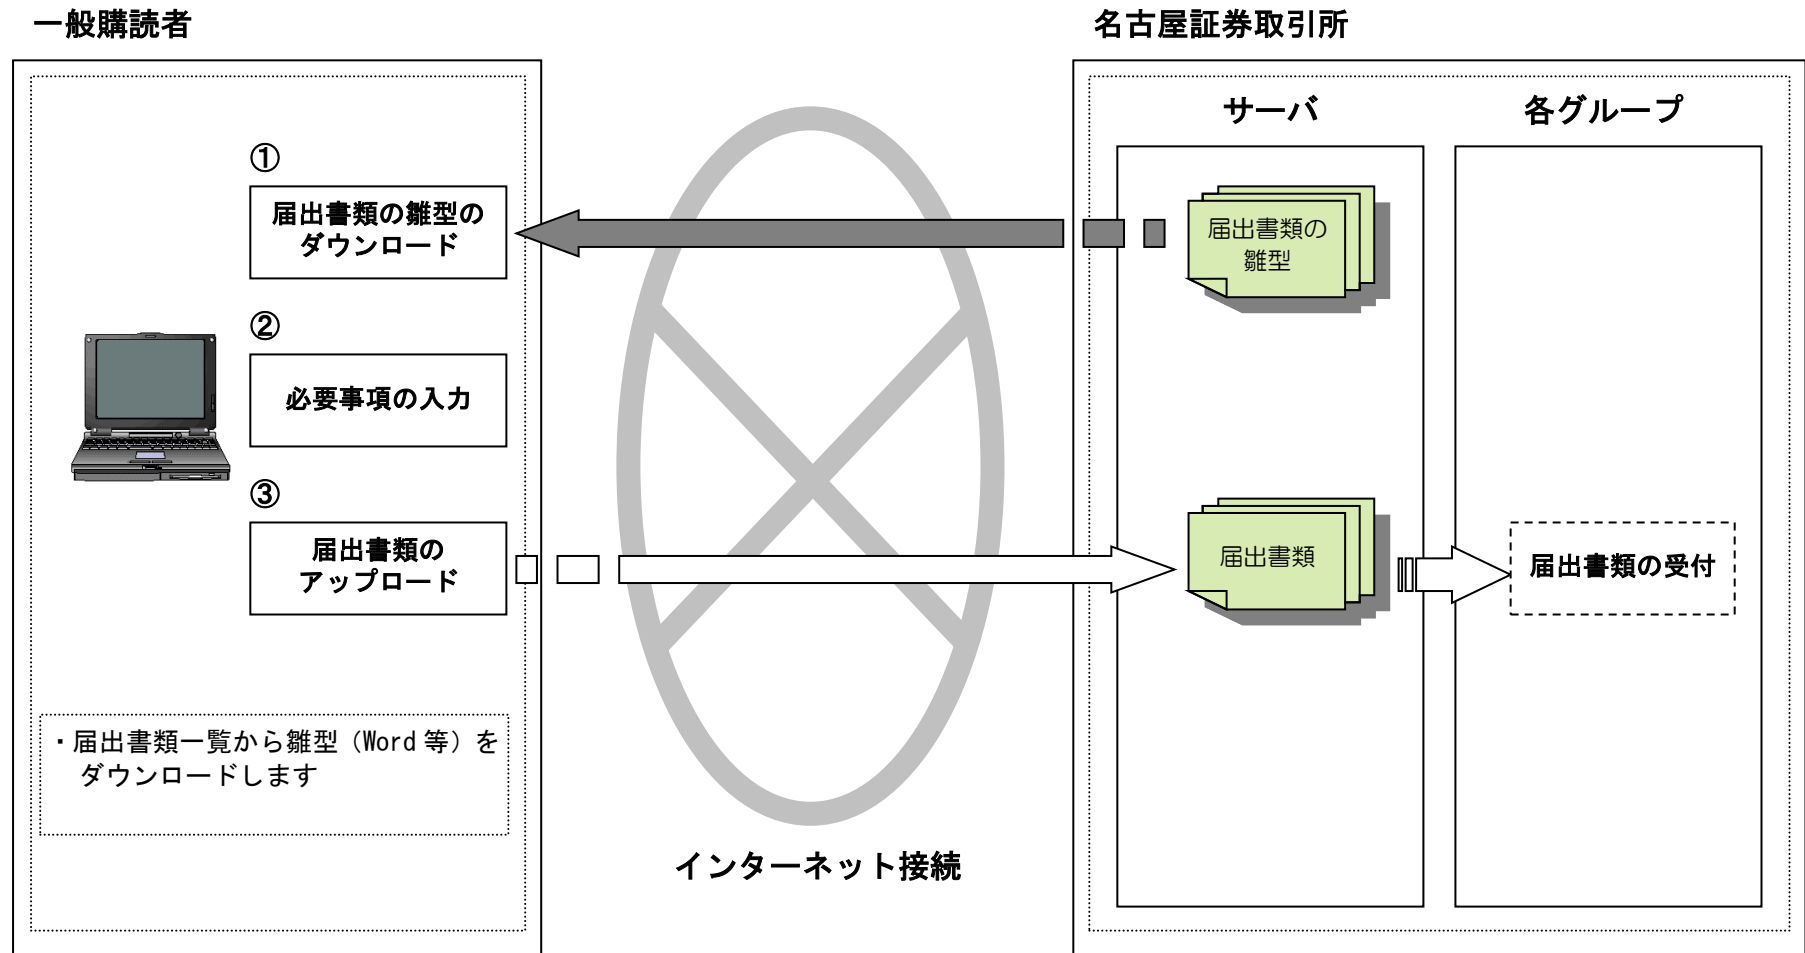 一般購読者
名古屋証券取引所
サーバ
各グループ
①
届出書類の雛型の
ダウンロード
届出書類の
雛型
②
必要事項の入力
③
届出書類の
アップロード
届出書類
届出書類の受付
・届出書類一覧から雛型（Word 等）を
ダウンロードします
インターネット接続